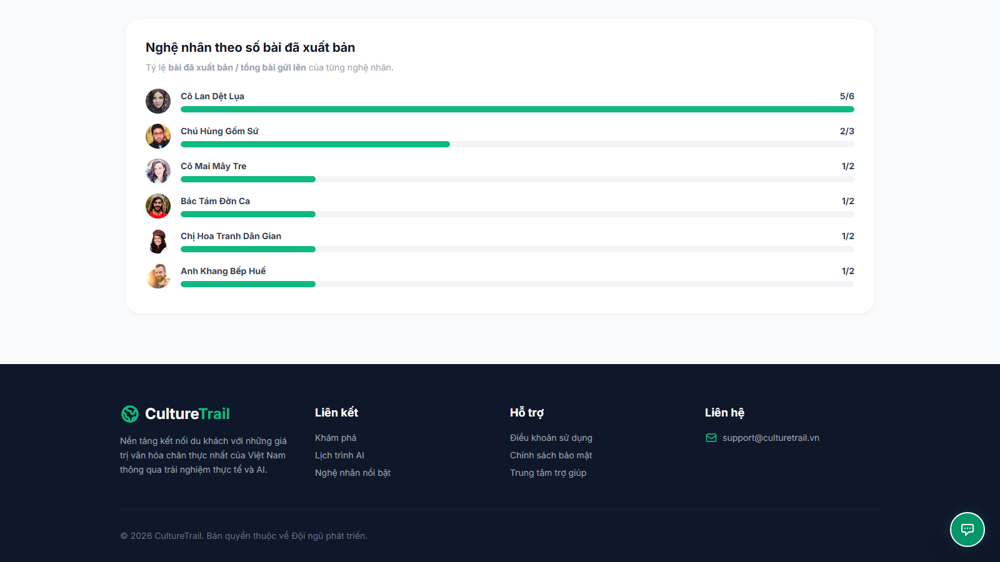 Nghệ nhân theo số bài đã xuất bản
Tỷ lệ bài đã xuất bản / tổng bài gửi lên của từng nghệ nhân.
Cô Lan Dệt Lụa 5/6
Chú Hùng Gốm Sứ 2/3
Cô Mai Mây Tre 1/2
Bác Tám Đờn Ca 1/2
Chị Hoa Tranh Dân Gian 1/2
Anh Khang Bếp Huế 1/2
CultureTrail
Nền tảng kết nối du khách với những giá
trị văn hóa chân thực nhất của Việt Nam
thông qua trải nghiệm thực tế và AI.
Liên kết
Khám phá
Lịch trình AI
Nghệ nhân nổi bật
Hỗ trợ
Điều khoản sử dụng
Chính sách bảo mật
Trung tâm trợ giúp
Liên hệ
support@culturetrail.vn
© 2026 CultureTrail. Bản quyền thuộc về Đội ngũ phát triển.